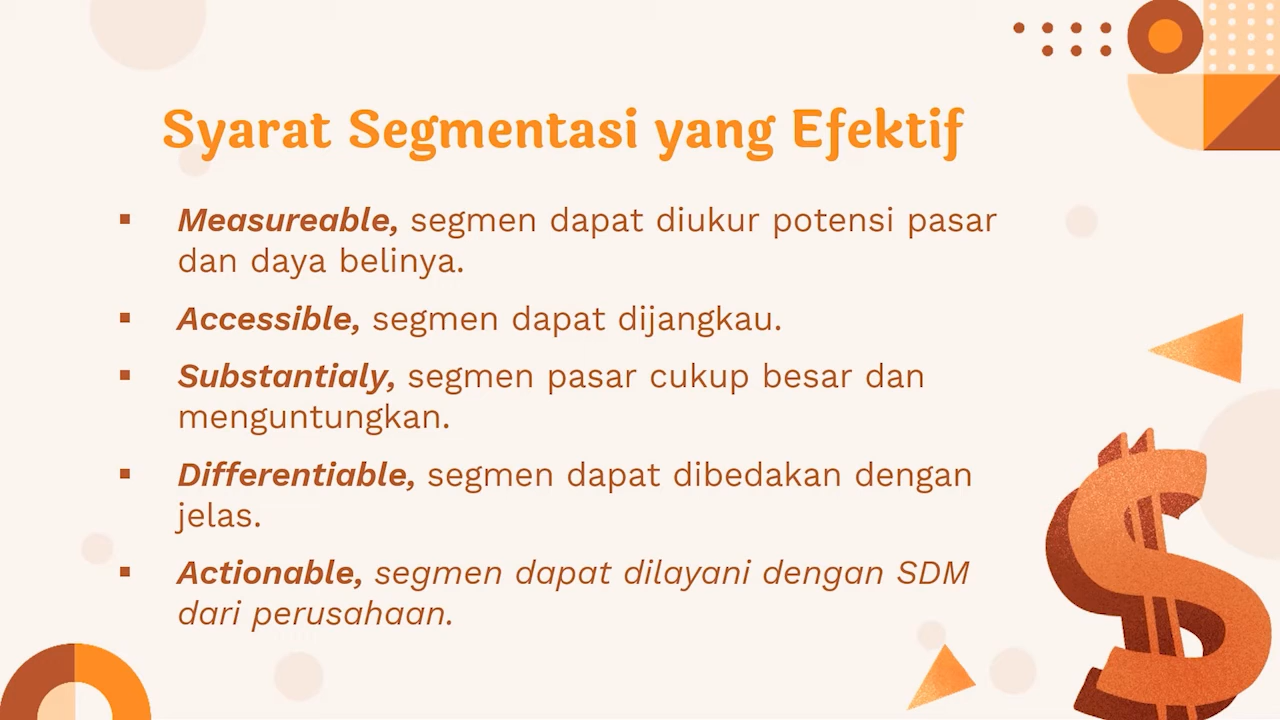 Syarat Segmentasi yang Efektif
▪ Measureable, segmen dapat diukur potensi pasar
dan daya belinya.
▪ Accessible, segmen dapat dijangkau.
▪ Substantialy, segmen pasar cukup besar dan
menguntungkan.
▪ Differentiable, segmen dapat dibedakan dengan
jelas.
▪ Actionable, segmen dapat dilayani dengan SDM
dari perusahaan.